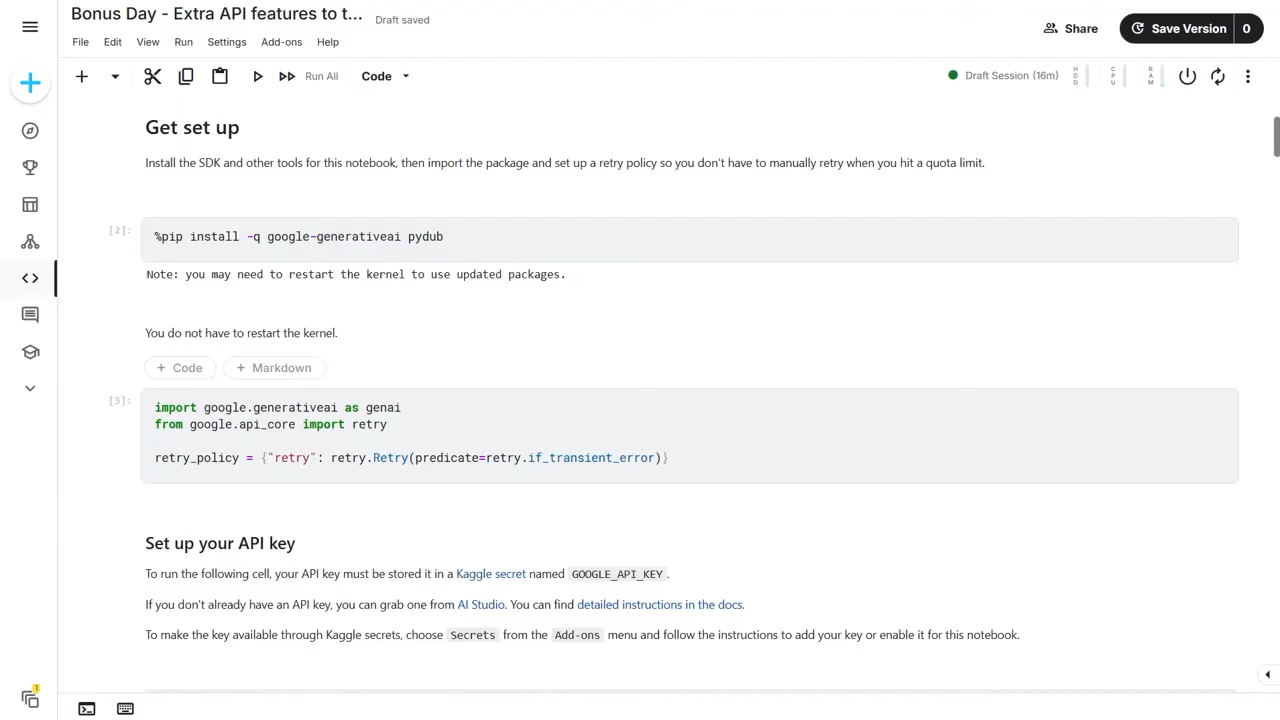 Bonus Day - Extra API features to t...
Draft saved
Share
Save Version
0
File Edit View Run Settings Add-ons Help
Run All
Code
Draft Session (16m)
HDD
CPU
RAM
Get set up
Install the SDK and other tools for this notebook, then import the package and set up a retry policy so you don't have to manually retry when you hit a quota limit.
[2]:
%pip install -q google-generativeai pydub
Note: you may need to restart the kernel to use updated packages.
You do not have to restart the kernel.
+ Code
+ Markdown
[3]:
import google.generativeai as genai
from google.api_core import retry
retry_policy = {"retry": retry.Retry(predicate=retry.if_transient_error)}
Set up your API key
To run the following cell, your API key must be stored it in a Kaggle secret named GOOGLE_API_KEY.
If you don't already have an API key, you can grab one from AI Studio. You can find detailed instructions in the docs.
To make the key available through Kaggle secrets, choose Secrets from the Add-ons menu and follow the instructions to add your key or enable it for this notebook.
1